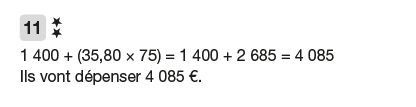 11 ★★
1 400 + (35,80 × 75) = 1 400 + 2 685 = 4 085
Ils vont dépenser 4 085 €.